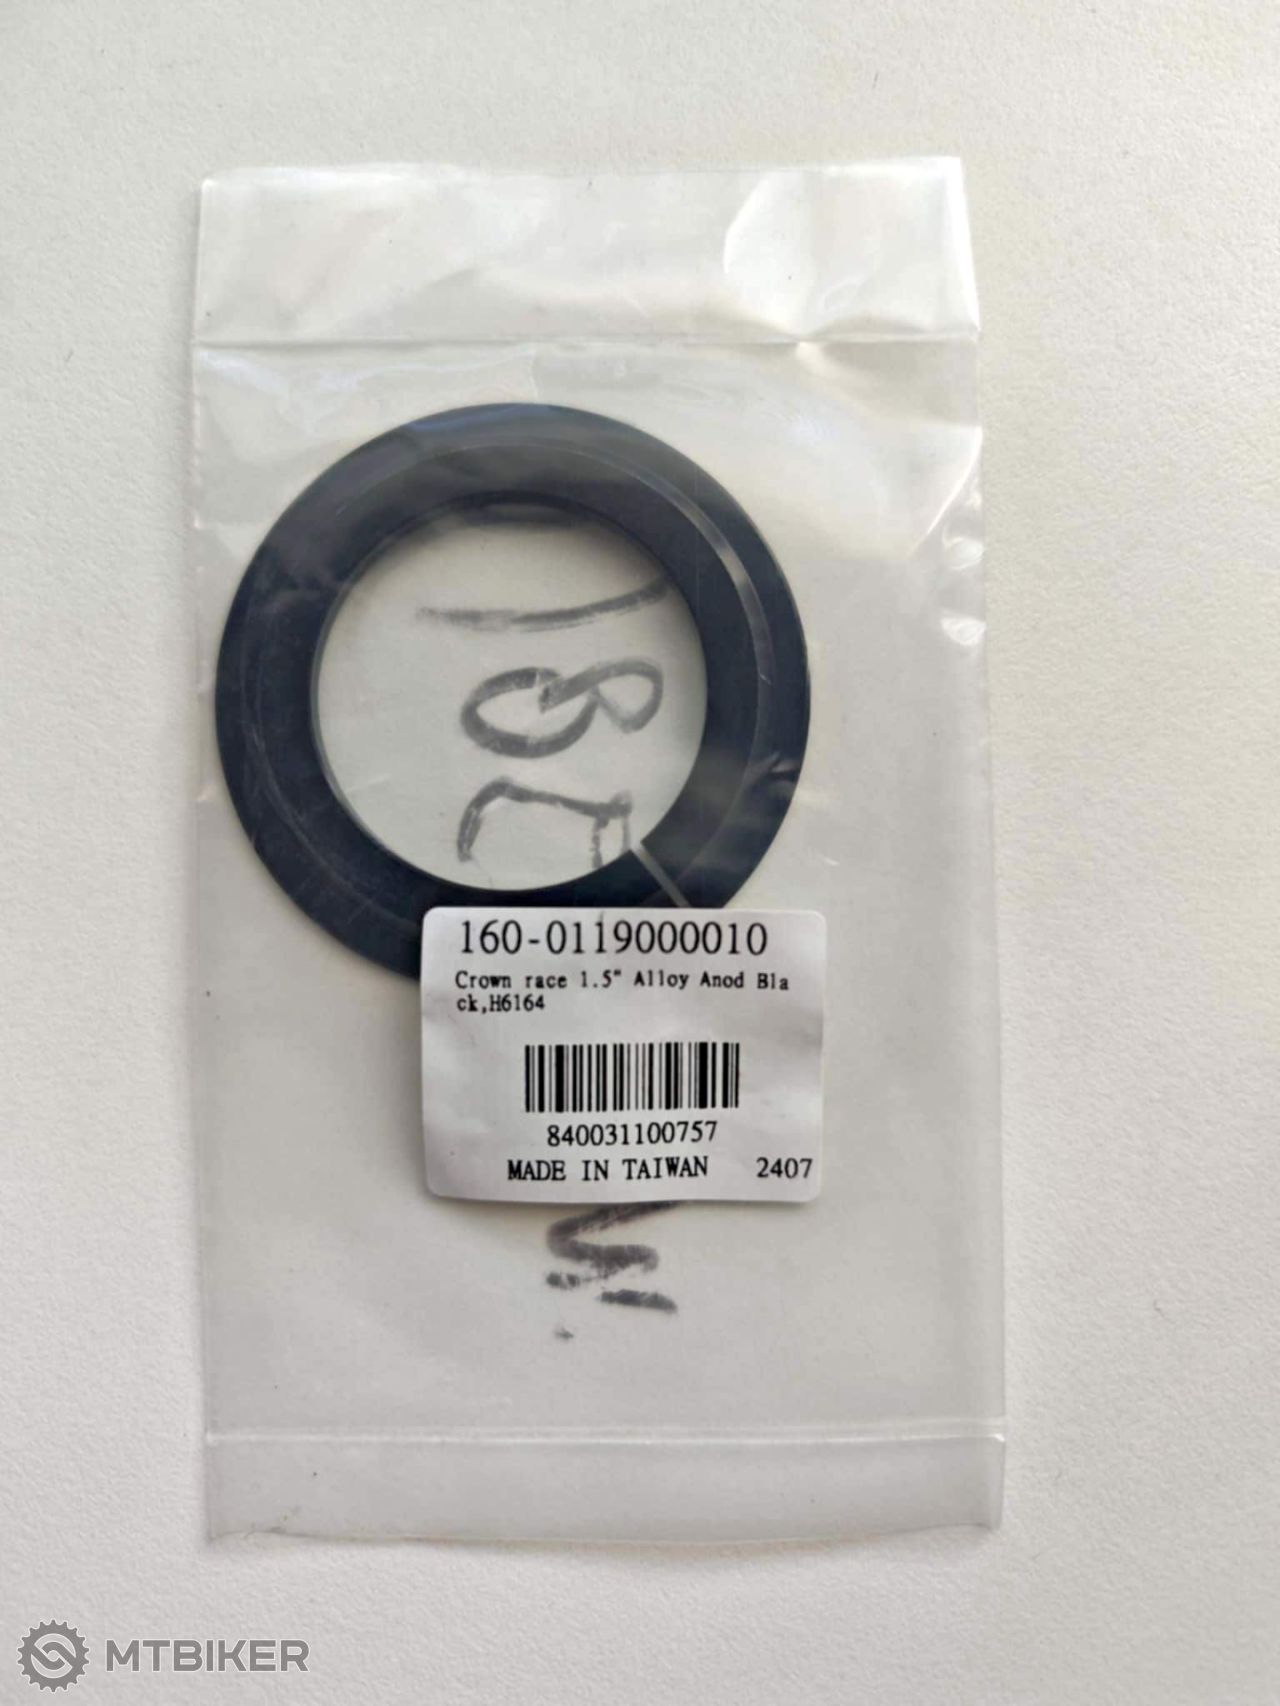 160-0119000010
Crown race 1.5" Alloy Anod Bla
ck,H6164
840031100757
MADE IN TAIWAN 2407
MTBIKER